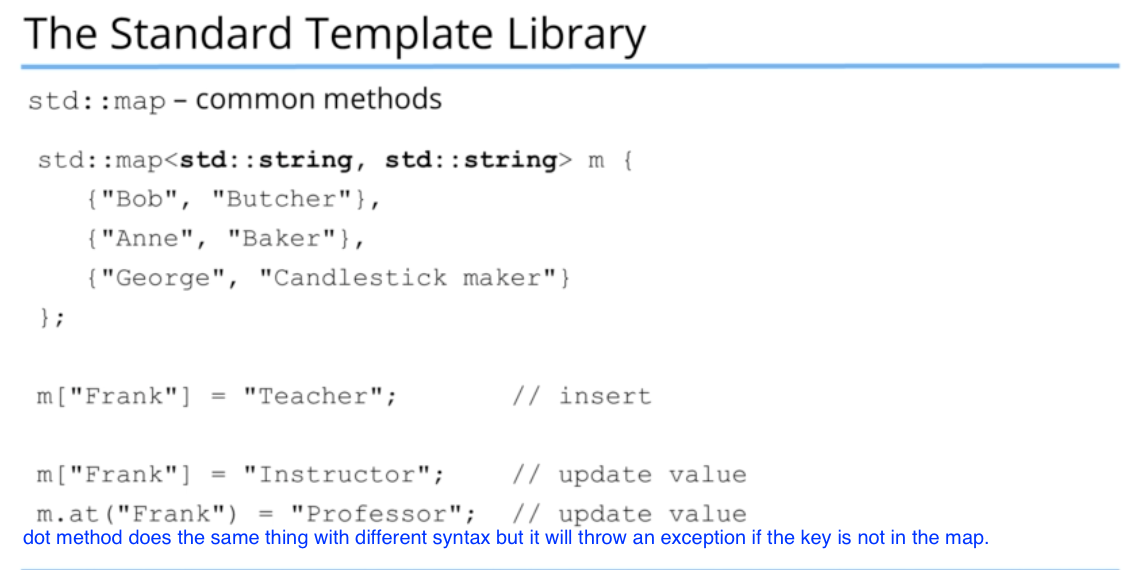 The Standard Template Library
std::map – common methods
std::map<std::string, std::string> m {
{"Bob", "Butcher"},
{"Anne", "Baker"},
{"George", "Candlestick maker"}
};
m["Frank"] = "Teacher"; // insert
m["Frank"] = "Instructor"; // update value
m.at("Frank") = "Professor"; // update value
dot method does the same thing with different syntax but it will throw an exception if the key is not in the map.